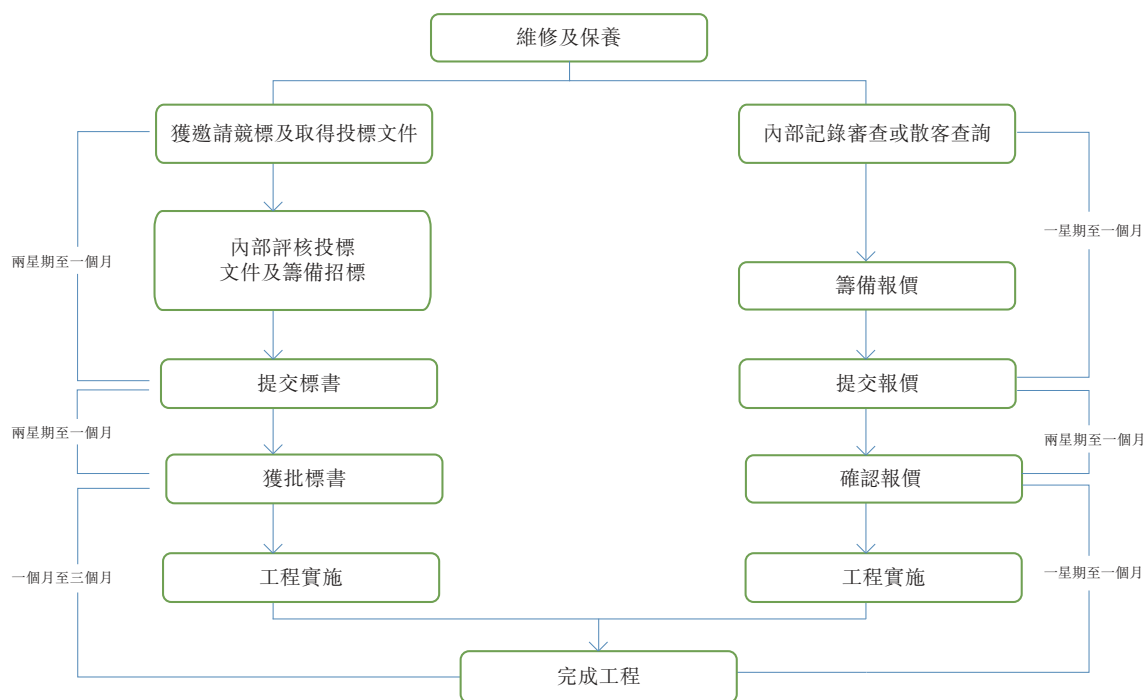 維修及保養
獲邀請競標及取得投標文件
內部記錄審查或散客查詢
一星期至一個月
內部評核投標
文件及籌備招標
兩星期至一個月
籌備報價
提交標書
提交報價
兩星期至一個月
兩星期至一個月
獲批標書
確認報價
一個月至三個月
工程實施
工程實施
一星期至一個月
完成工程